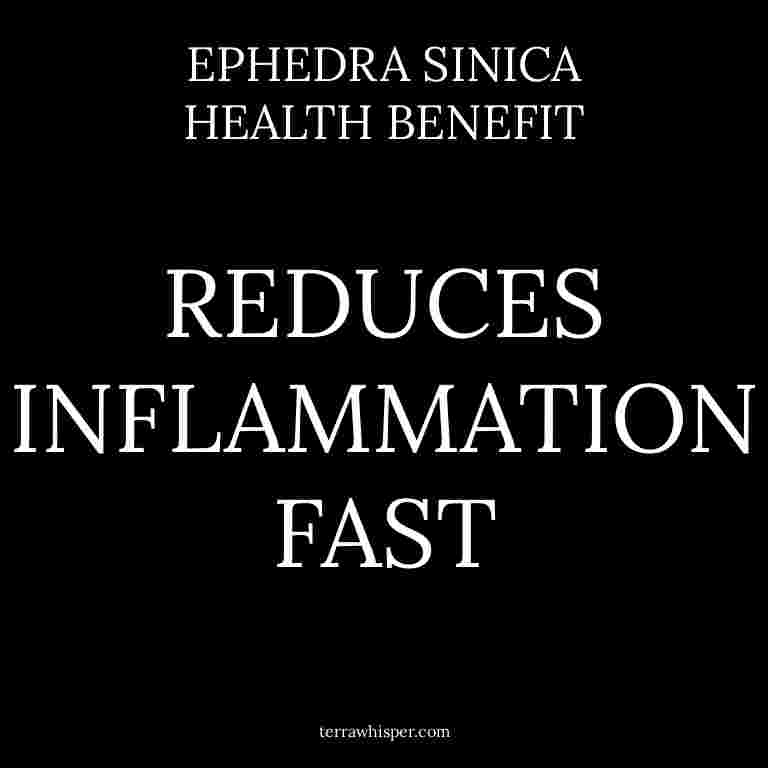 EPHEDRA SINICA
HEALTH BENEFIT
REDUCES
INFLAMMATION
FAST
terrawhisper.com